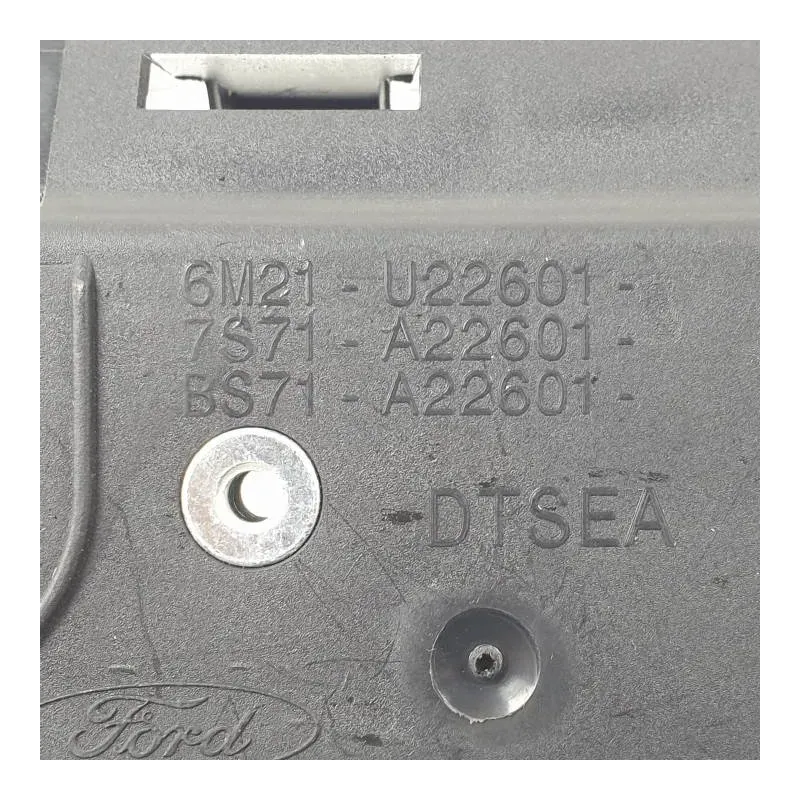 6M21 - U22601 -
7S71 - A22601 -
BS71 - A22601 -
-DTSEA
Ford